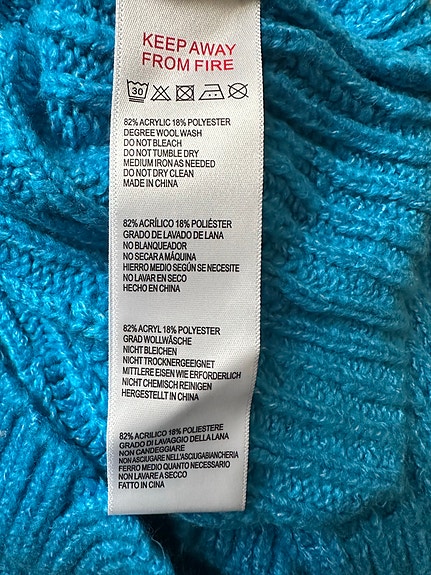 KEEP AWAY
FROM FIRE
30
82% ACRYLIC 18% POLYESTER
DEGREE WOOL WASH
DO NOT BLEACH
DO NOT TUMBLE DRY
MEDIUM IRON AS NEEDED
DO NOT DRY CLEAN
MADE IN CHINA
82% ACRÍLICO 18% POLIÉSTER
GRADO DE LAVADO DE LANA
NO BLANQUEADOR
NO SECAR A MÁQUINA
HIERRO MEDIO SEGÚN SE NECESITE
NO LAVAR EN SECO
HECHO EN CHINA
82% ACRYL 18% POLYESTER
GRAD WOLLWÄSCHE
NICHT BLEICHEN
NICHT TROCKNERGEEIGNET
MITTLERE EISEN WIE ERFORDERLICH
NICHT CHEMISCH REINIGEN
HERGESTELLT IN CHINA
82% ACRILICO 18% POLIESTERE
GRADO DI LAVAGGIO DELLA LANA
NON CANDEGGIARE
NON ASCIUGARE NELL'ASCIUGABIANCHERIA
FERRO MEDIO QUANTO NECESSARIO
NON LAVARE A SECCO
FATTO IN CINA